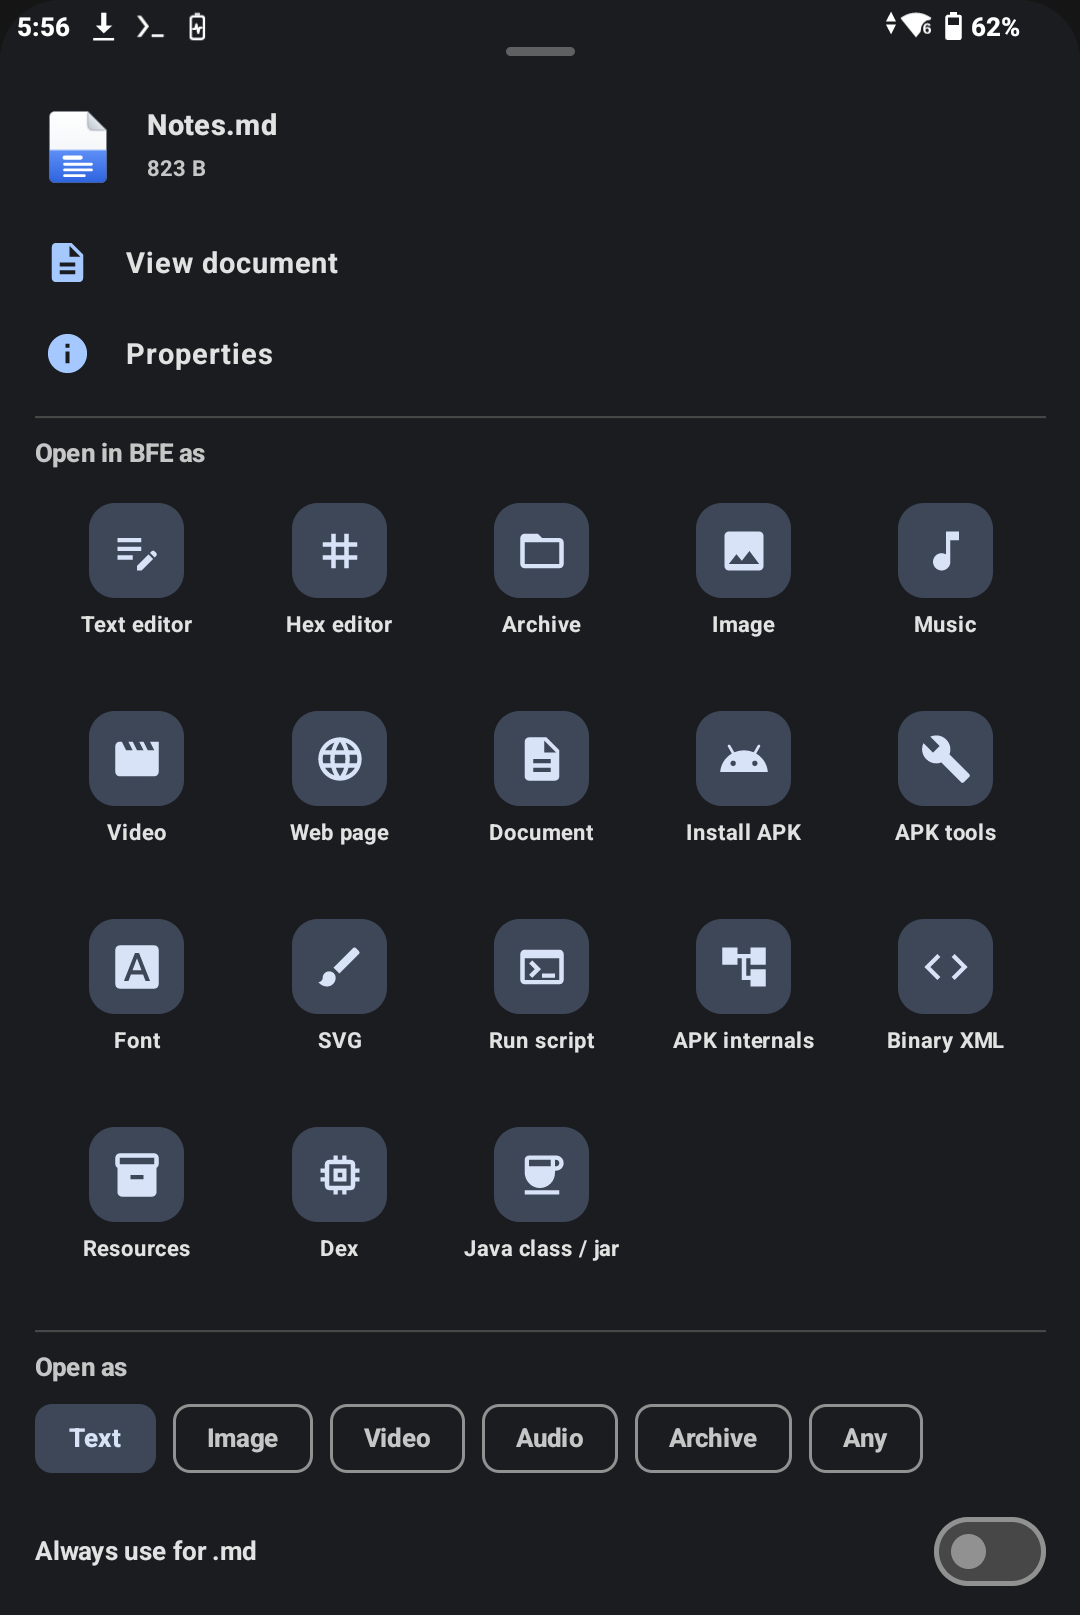 5:56
6
62%
Notes.md
823 B
View document
Properties
Open in BFE as
Text editor
Hex editor
Archive
Image
Music
Video
Web page
Document
Install APK
APK tools
Font
SVG
Run script
APK internals
Binary XML
Resources
Dex
Java class / jar
Open as
Text
Image
Video
Audio
Archive
Any
Always use for .md